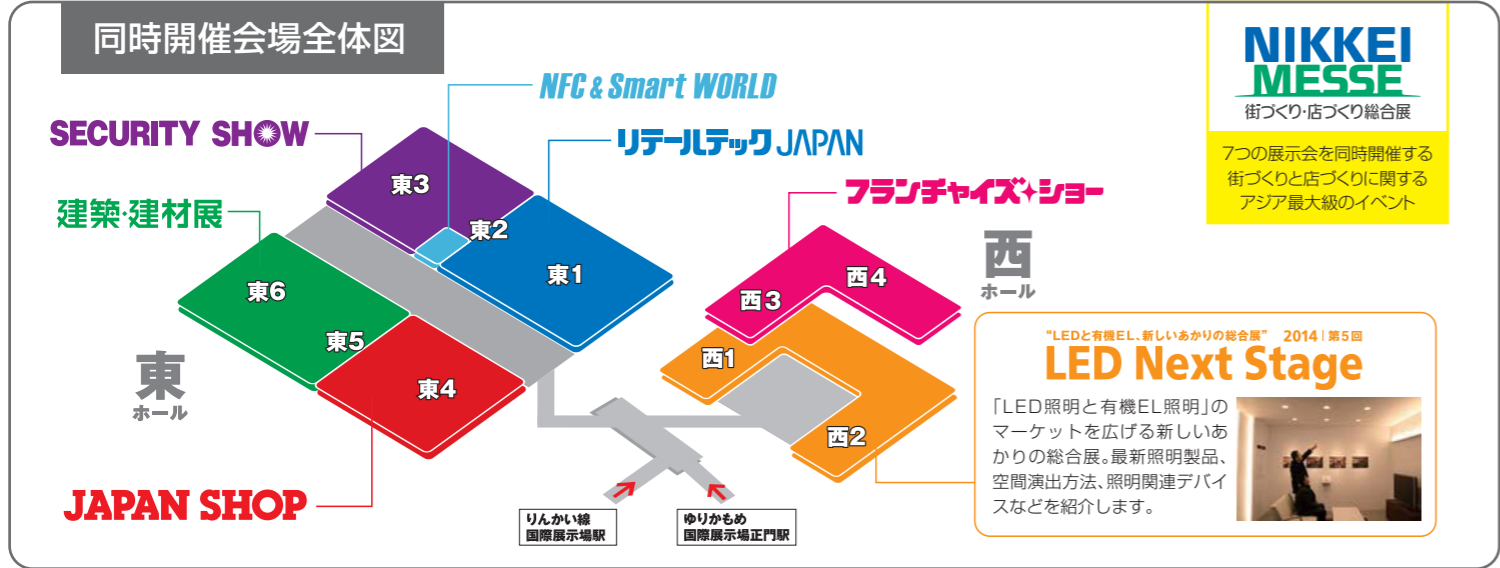 同時開催会場全体図
NFC & Smart WORLD
SECURITY SHOW
リテールテックJAPAN
建築・建材展
フランチャイズ✦ショー
NIKKEI
MESSE
街づくり・店づくり総合展
7つの展示会を同時開催する
街づくりと店づくりに関する
アジア最大級のイベント
東3
東2
東1
東6
東5
東4
東
ホール
西
ホール
西3
西4
西1
西2
JAPAN SHOP
りんかい線
国際展示場駅
ゆりかもめ
国際展示場正門駅
“LEDと有機EL、新しいあかりの総合展” 2014 | 第5回
LED Next Stage
「LED照明と有機EL照明」の
マーケットを広げる新しいあ
かりの総合展。最新照明製品、
空間演出方法、照明関連デバイ
スなどを紹介します。